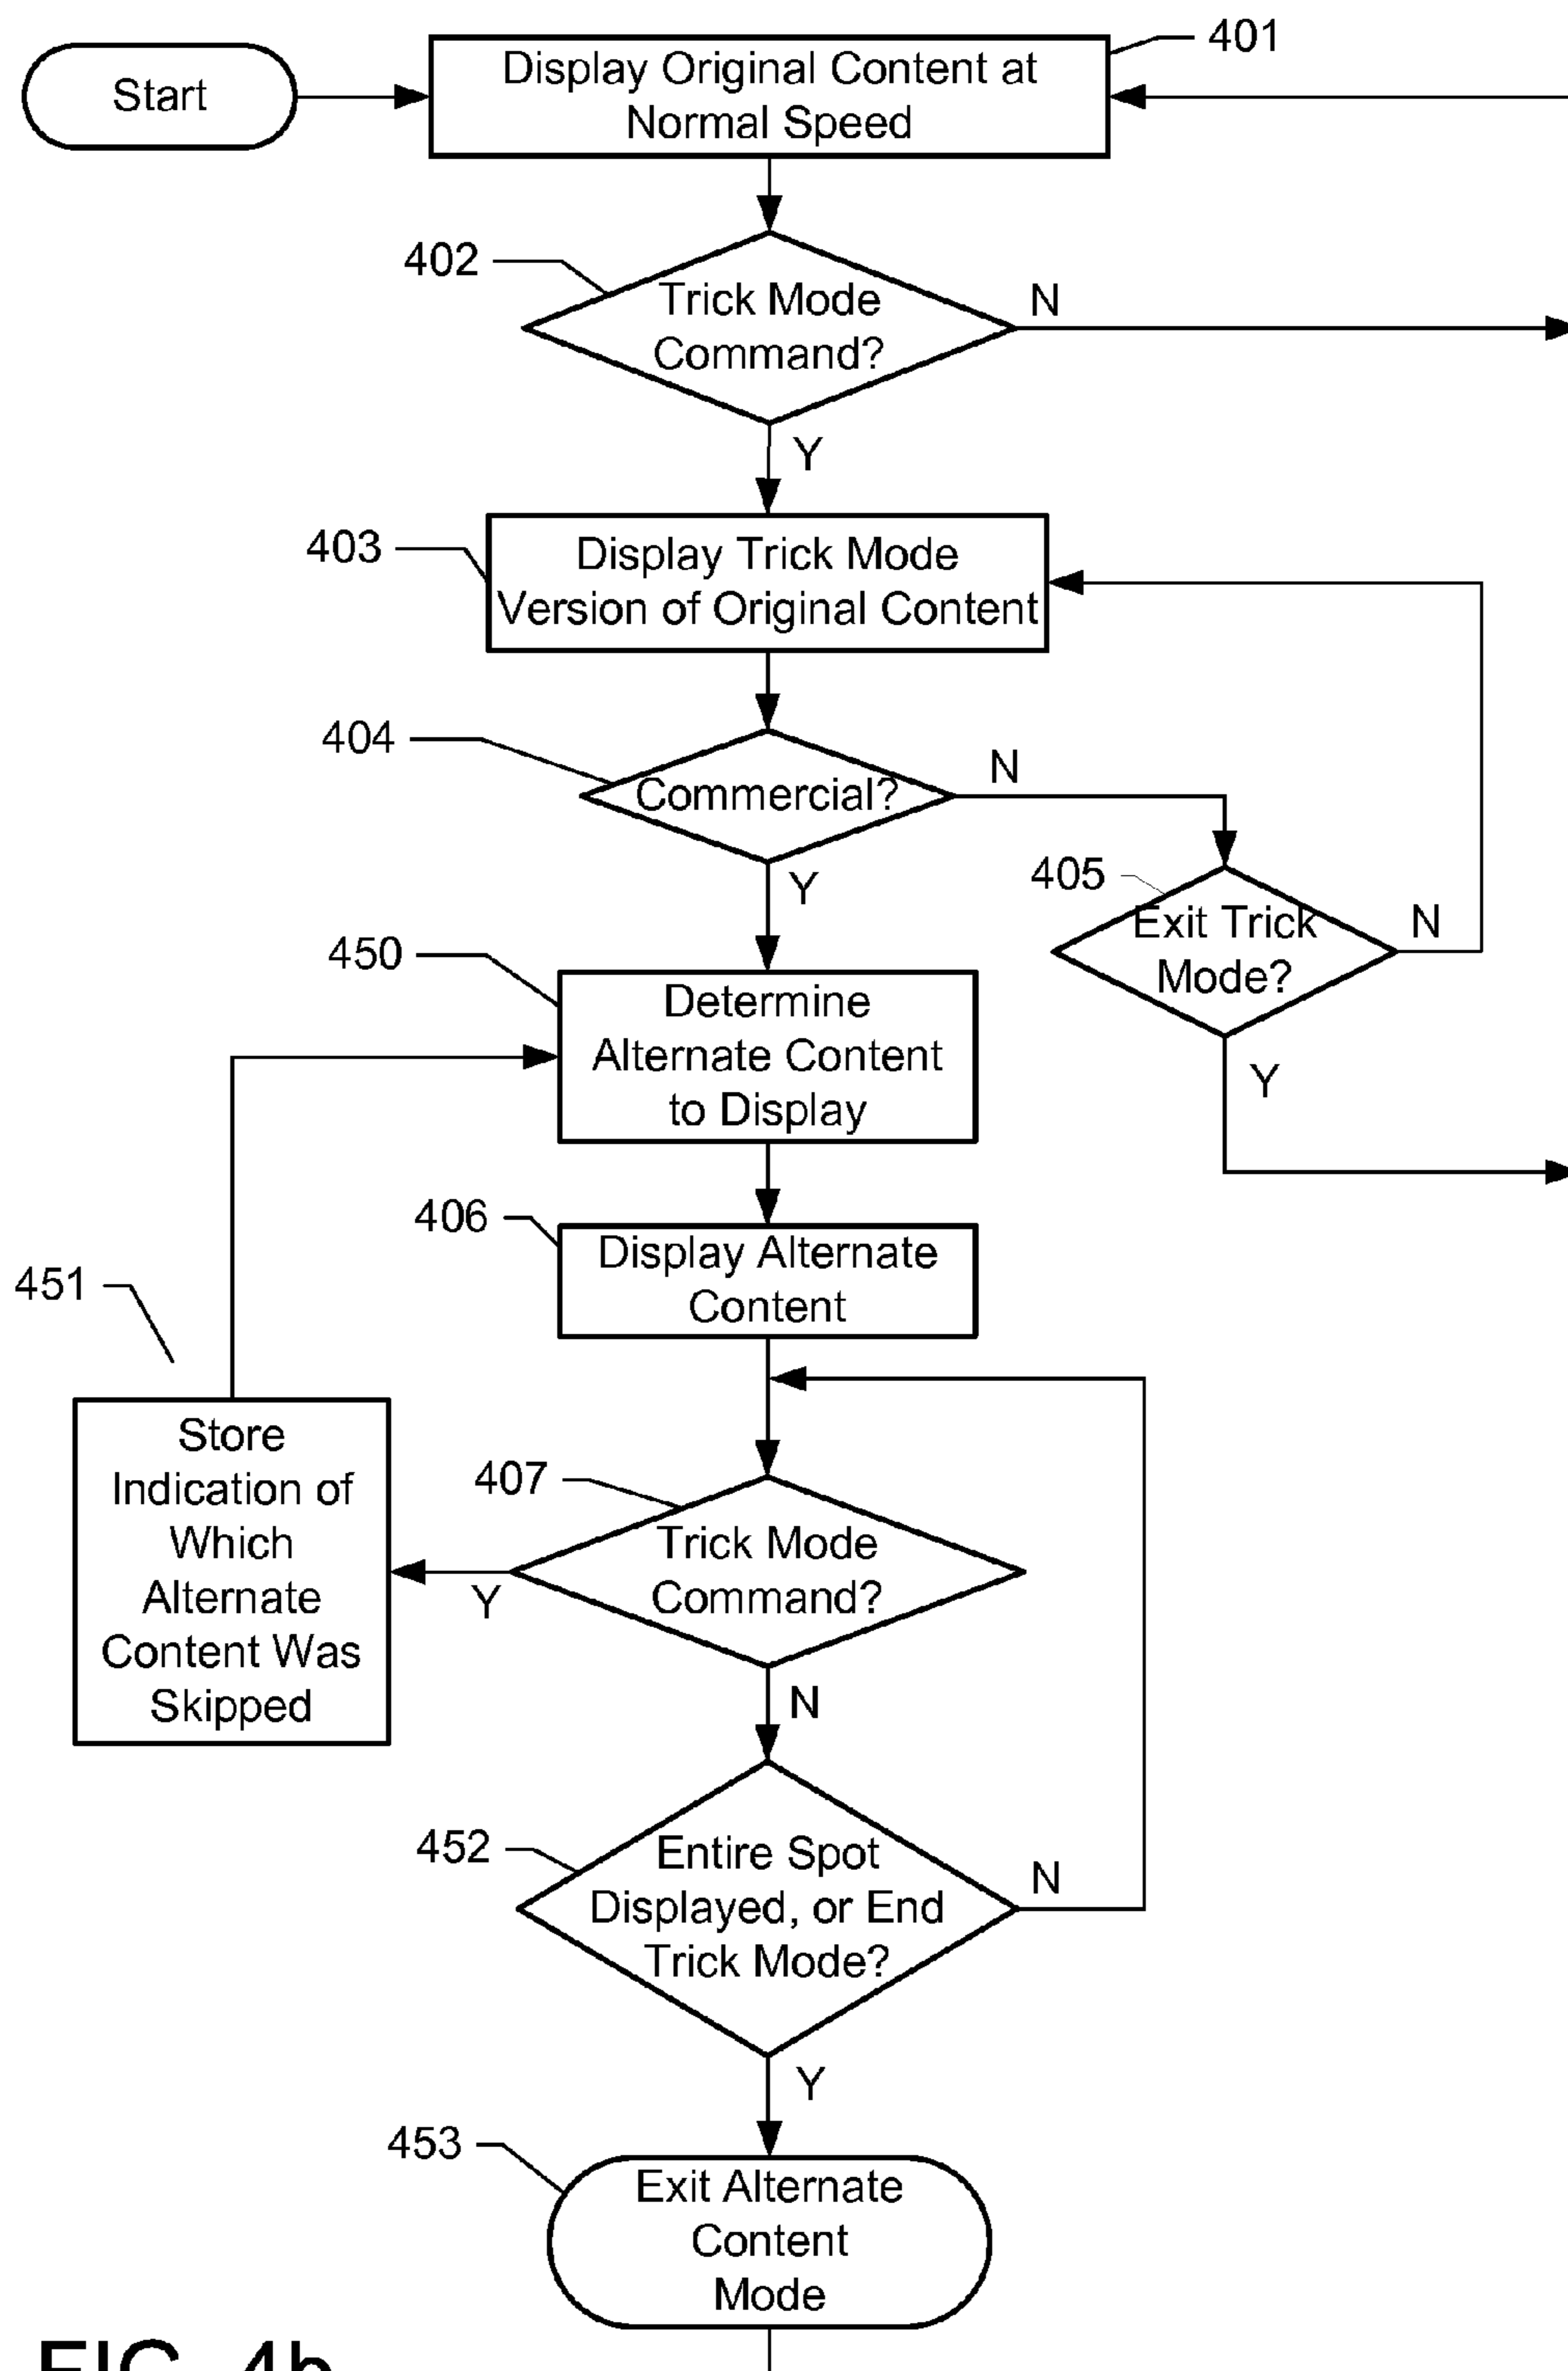 Start
Display Original Content at
Normal Speed
401
402
Trick Mode
Command?
N
Y
403
Display Trick Mode
Version of Original Content
404
Commercial?
N
Y
405
Exit Trick
Mode?
N
Y
450
Determine
Alternate Content
to Display
406
Display Alternate
Content
451
Store
Indication of
Which
Alternate
Content Was
Skipped
407
Trick Mode
Command?
Y
N
452
Entire Spot
Displayed, or End
Trick Mode?
N
Y
453
Exit Alternate
Content
Mode
FIG. 4b